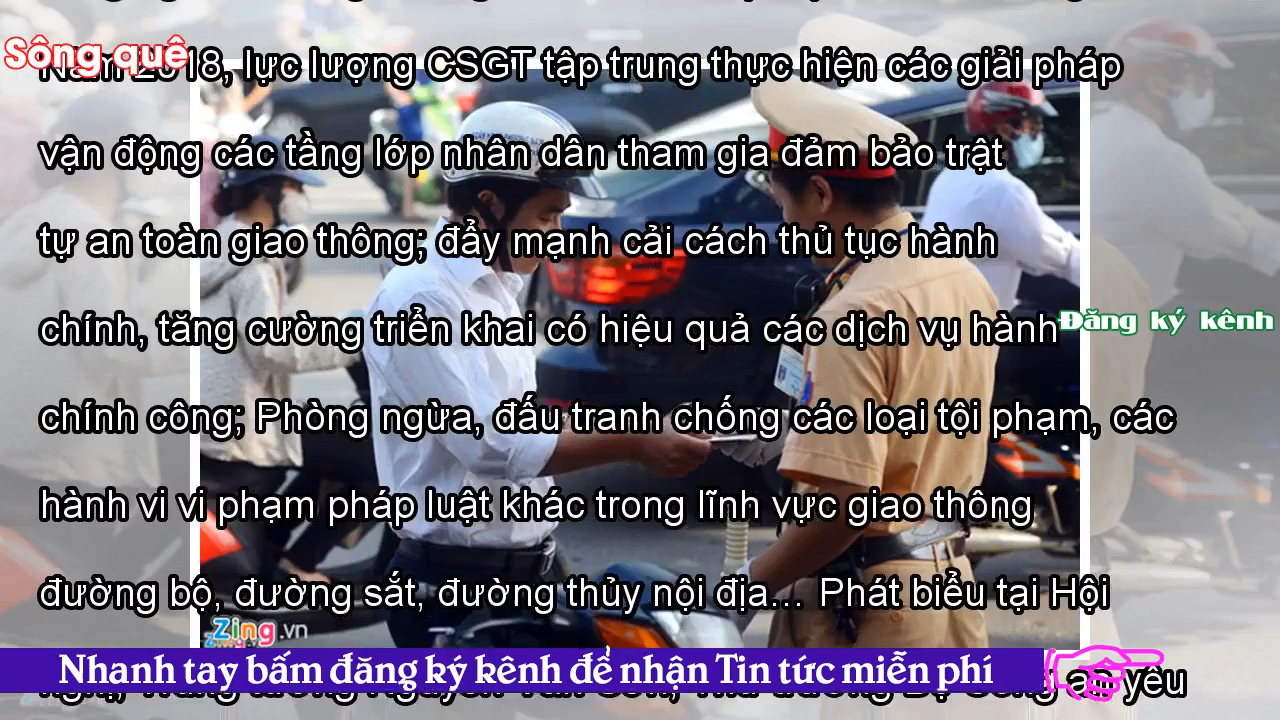 Sông quê
Năm 2018, lực lượng CSGT tập trung thực hiện các giải pháp
vận động các tầng lớp nhân dân tham gia đảm bảo trật
tự an toàn giao thông; đẩy mạnh cải cách thủ tục hành
chính, tăng cường triển khai có hiệu quả các dịch vụ hành
Đăng ký kênh
chính công; Phòng ngừa, đấu tranh chống các loại tội phạm, các
hành vi vi phạm pháp luật khác trong lĩnh vực giao thông
đường bộ, đường sắt, đường thủy nội địa... Phát biểu tại Hội
Zing.vn
Nhanh tay bấm đăng ký kênh để nhận Tin tức miễn phí
yêu